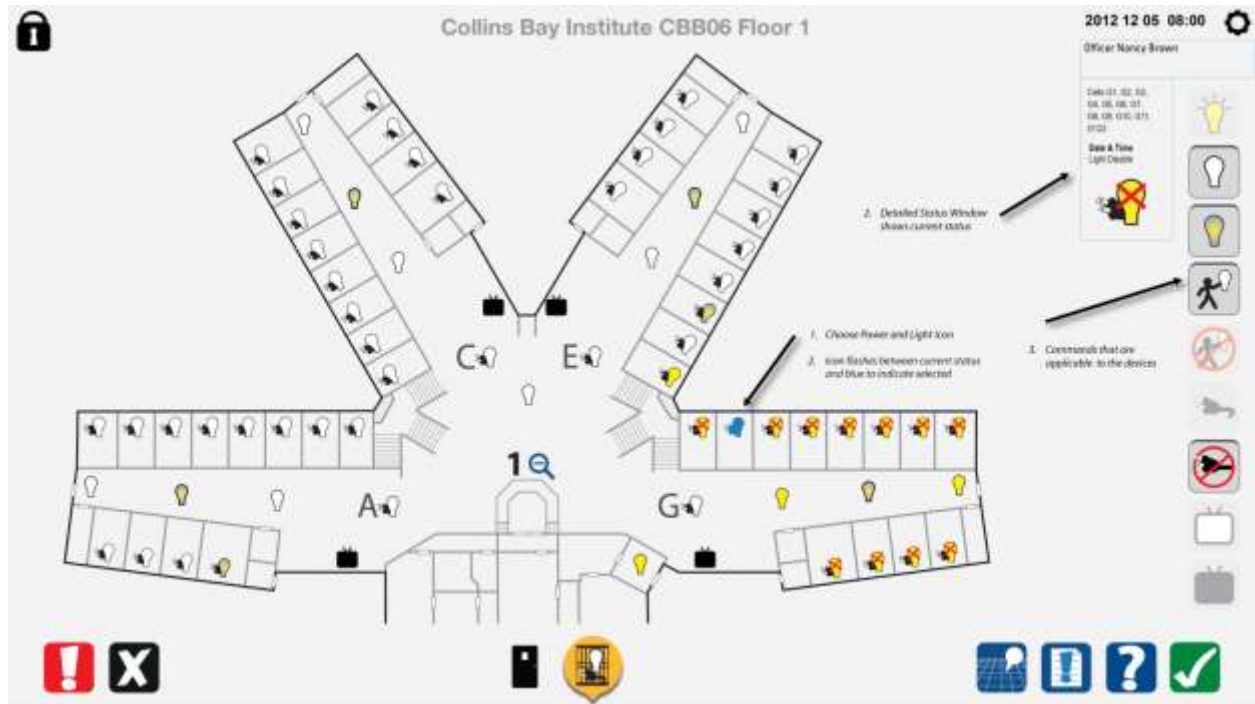 Collins Bay Institute CBB06 Floor 1
2012 12 05 08:00
Officer Nancy Brown
Date & Time
Light Disable
2. Detailed Status Window
shows current status
1. Choose Power and Light Icon
2. Icon flashes between current status
and blue to indicate selected
3. Commands that are
applicable to the devices
C
E
1
A
G